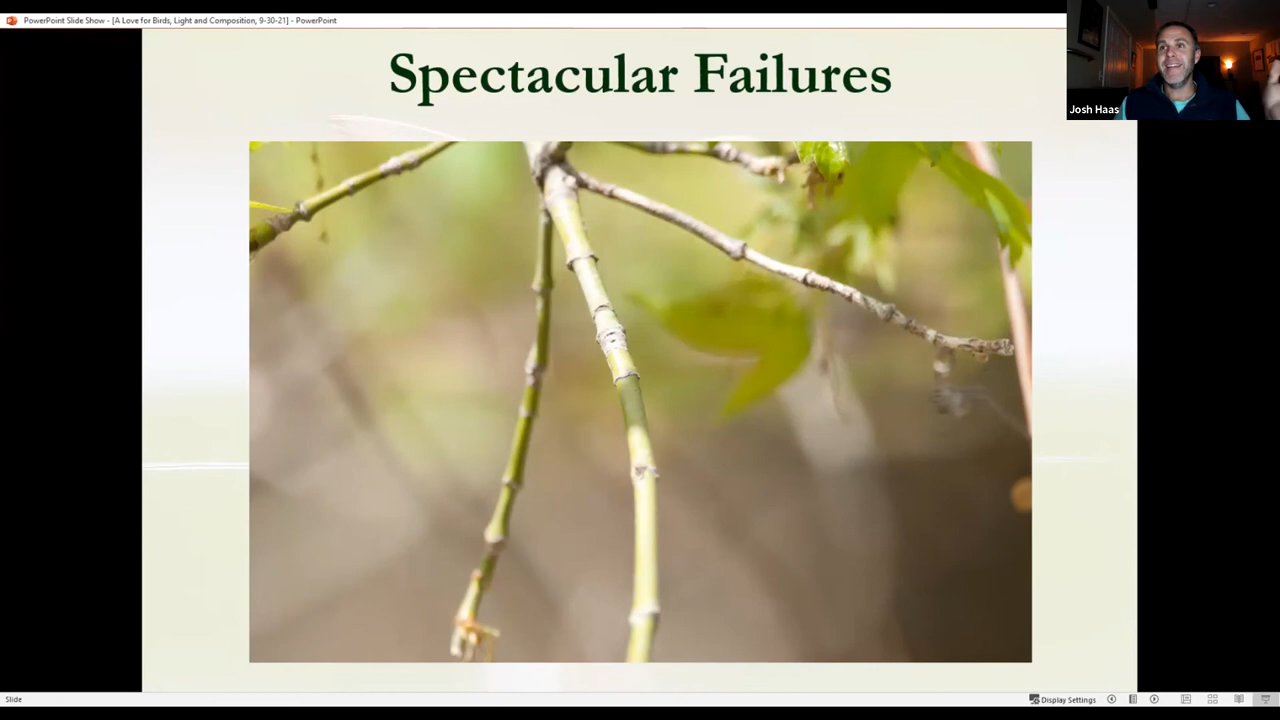 PowerPoint Slide Show - [A Love for Birds, Light and Composition, 9-30-21] - PowerPoint
Spectacular Failures
Josh Haas
Slide
Display Settings